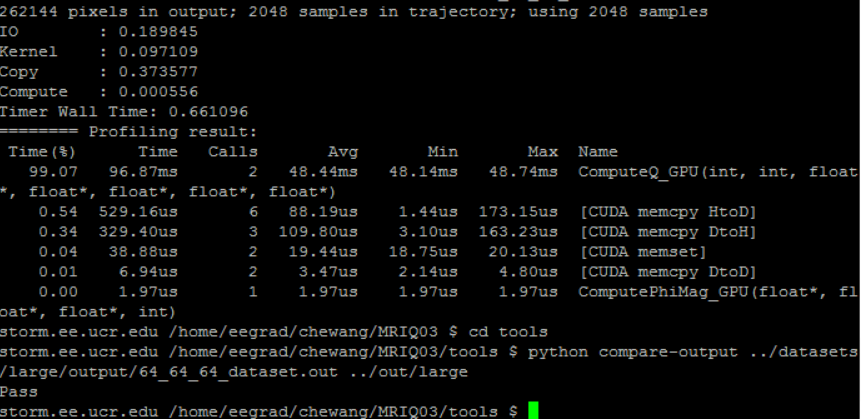 262144 pixels in output; 2048 samples in trajectory; using 2048 samples
IO        : 0.189845
Kernel    : 0.097109
Copy      : 0.373577
Compute   : 0.000556
Timer Wall Time: 0.661096
======== Profiling result:
 Time(%)      Time   Calls       Avg       Min       Max  Name
   99.07   96.87ms       2   48.44ms   48.14ms   48.74ms  ComputeQ_GPU(int, int, float
*, float*, float*, float*, float*)
    0.54  529.16us       6   88.19us    1.44us  173.15us  [CUDA memcpy HtoD]
    0.34  329.40us       3  109.80us    3.10us  163.23us  [CUDA memcpy DtoH]
    0.04   38.88us       2   19.44us   18.75us   20.13us  [CUDA memset]
    0.01    6.94us       2    3.47us    2.14us    4.80us  [CUDA memcpy DtoD]
    0.00    1.97us       1    1.97us    1.97us    1.97us  ComputePhiMag_GPU(float*, fl
oat*, float*, int)
storm.ee.ucr.edu /home/eegrad/chewang/MRIQ03 $ cd tools
storm.ee.ucr.edu /home/eegrad/chewang/MRIQ03/tools $ python compare-output ../datasets
/large/output/64_64_64_dataset.out ../out/large
Pass
storm.ee.ucr.edu /home/eegrad/chewang/MRIQ03/tools $